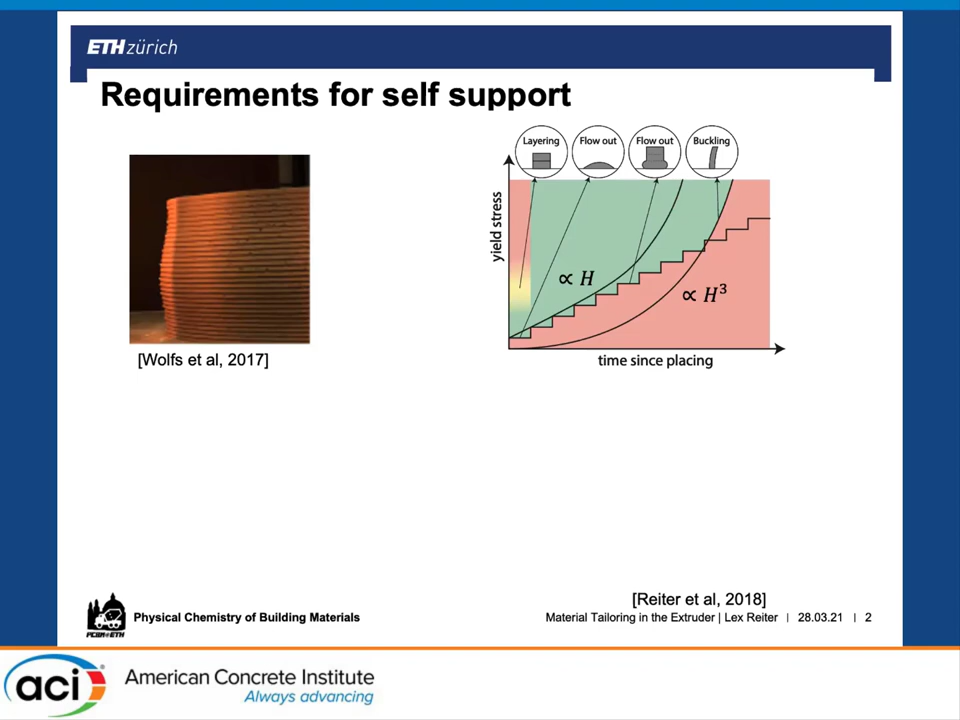 ETH zürich
Requirements for self support
Layering
Flow out
Flow out
Buckling
yield stress
∝ H
∝ H³
time since placing
[Wolfs et al, 2017]
[Reiter et al, 2018]
PCBM@ETH
Physical Chemistry of Building Materials
Material Tailoring in the Extruder | Lex Reiter | 28.03.21 | 2
aci
American Concrete Institute
Always advancing